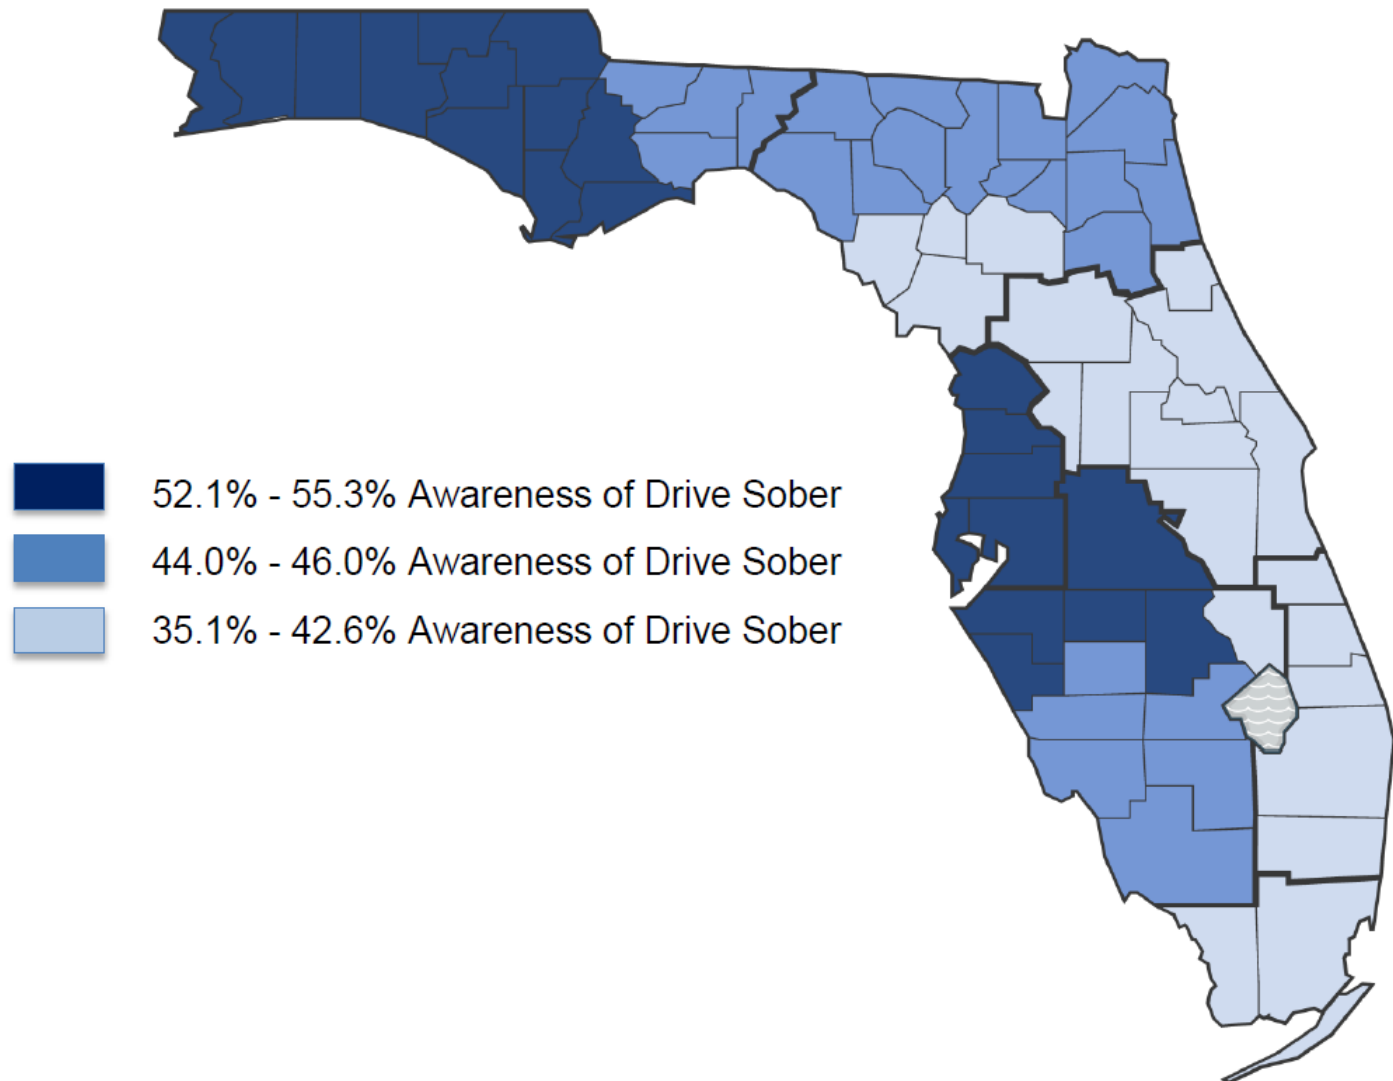 52.1% - 55.3% Awareness of Drive Sober
44.0% - 46.0% Awareness of Drive Sober
35.1% - 42.6% Awareness of Drive Sober